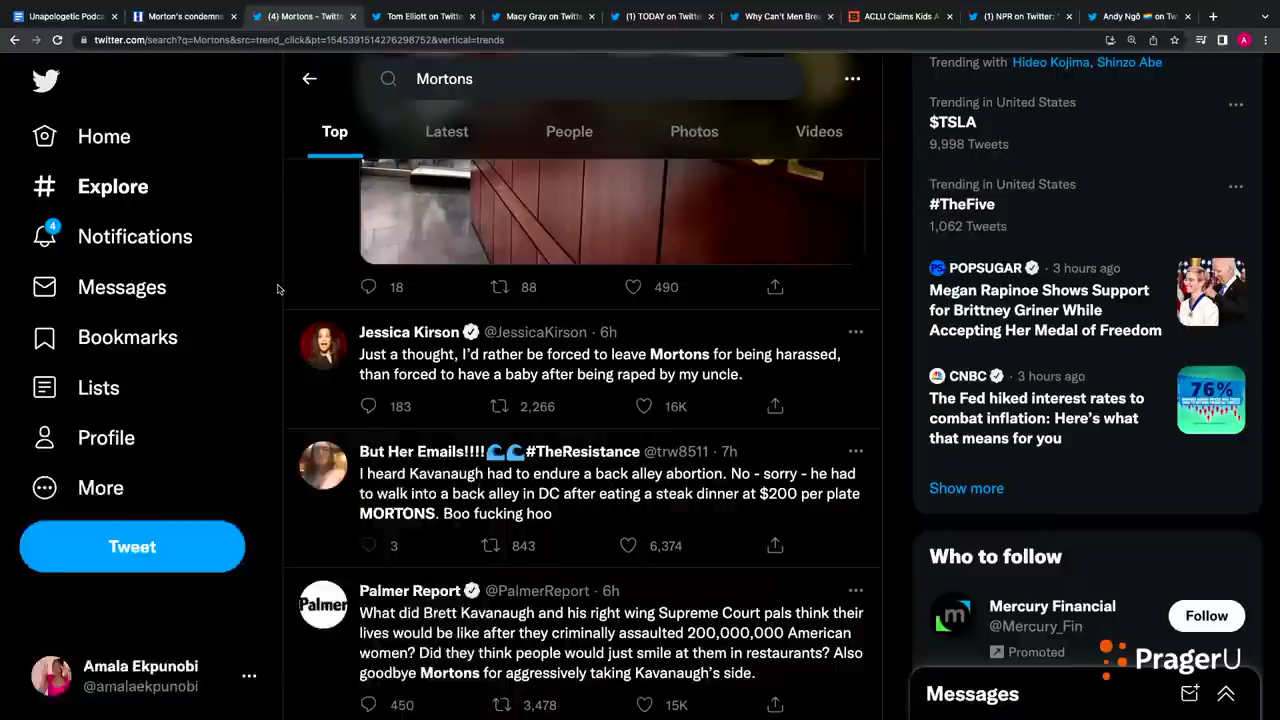 Unapologetic Podca
Morton's condemns
(4) Mortons - Twitte
Tom Elliott on Twitte
Macy Gray on Twitte
(1) TODAY on Twitte
Why Can't Men Brea
ACLU Claims Kids A
(1) NPR on Twitter: "
Andy Ngô 🏳️‍🌈 on Tw
twitter.com/search?q=Mortons&src=trend_click&pt=1545391514276298752&vertical=trends
A
Home
Explore
4
Notifications
Messages
Bookmarks
Lists
Profile
More
Tweet
Amala Ekpunobi
@amalaekpunobi
Mortons
Top
Latest
People
Photos
Videos
18
88
490
Jessica Kirson @JessicaKirson · 6h
Just a thought, I'd rather be forced to leave Mortons for being harassed,
than forced to have a baby after being raped by my uncle.
183
2,266
16K
But Her Emails!!!!🌊🌊#TheResistance @trw8511 · 7h
I heard Kavanaugh had to endure a back alley abortion. No - sorry - he had
to walk into a back alley in DC after eating a steak dinner at $200 per plate
MORTONS. Boo fucking hoo
3
843
6,374
Palmer
Palmer Report @PalmerReport · 6h
What did Brett Kavanaugh and his right wing Supreme Court pals think their
lives would be like after they criminally assaulted 200,000,000 American
women? Did they think people would just smile at them in restaurants? Also
goodbye Mortons for aggressively taking Kavanaugh's side.
450
3,478
15K
Trending with Hideo Kojima, Shinzo Abe
Trending in United States
$TSLA
9,998 Tweets
Trending in United States
#TheFive
1,062 Tweets
POPSUGAR · 3 hours ago
Megan Rapinoe Shows Support
for Brittney Griner While
Accepting Her Medal of Freedom
CNBC · 3 hours ago
The Fed hiked interest rates to
combat inflation: Here's what
that means for you
76%
Show more
Who to follow
Mercury Financial
@Mercury_Fin
Promoted
Follow
PragerU
Messages